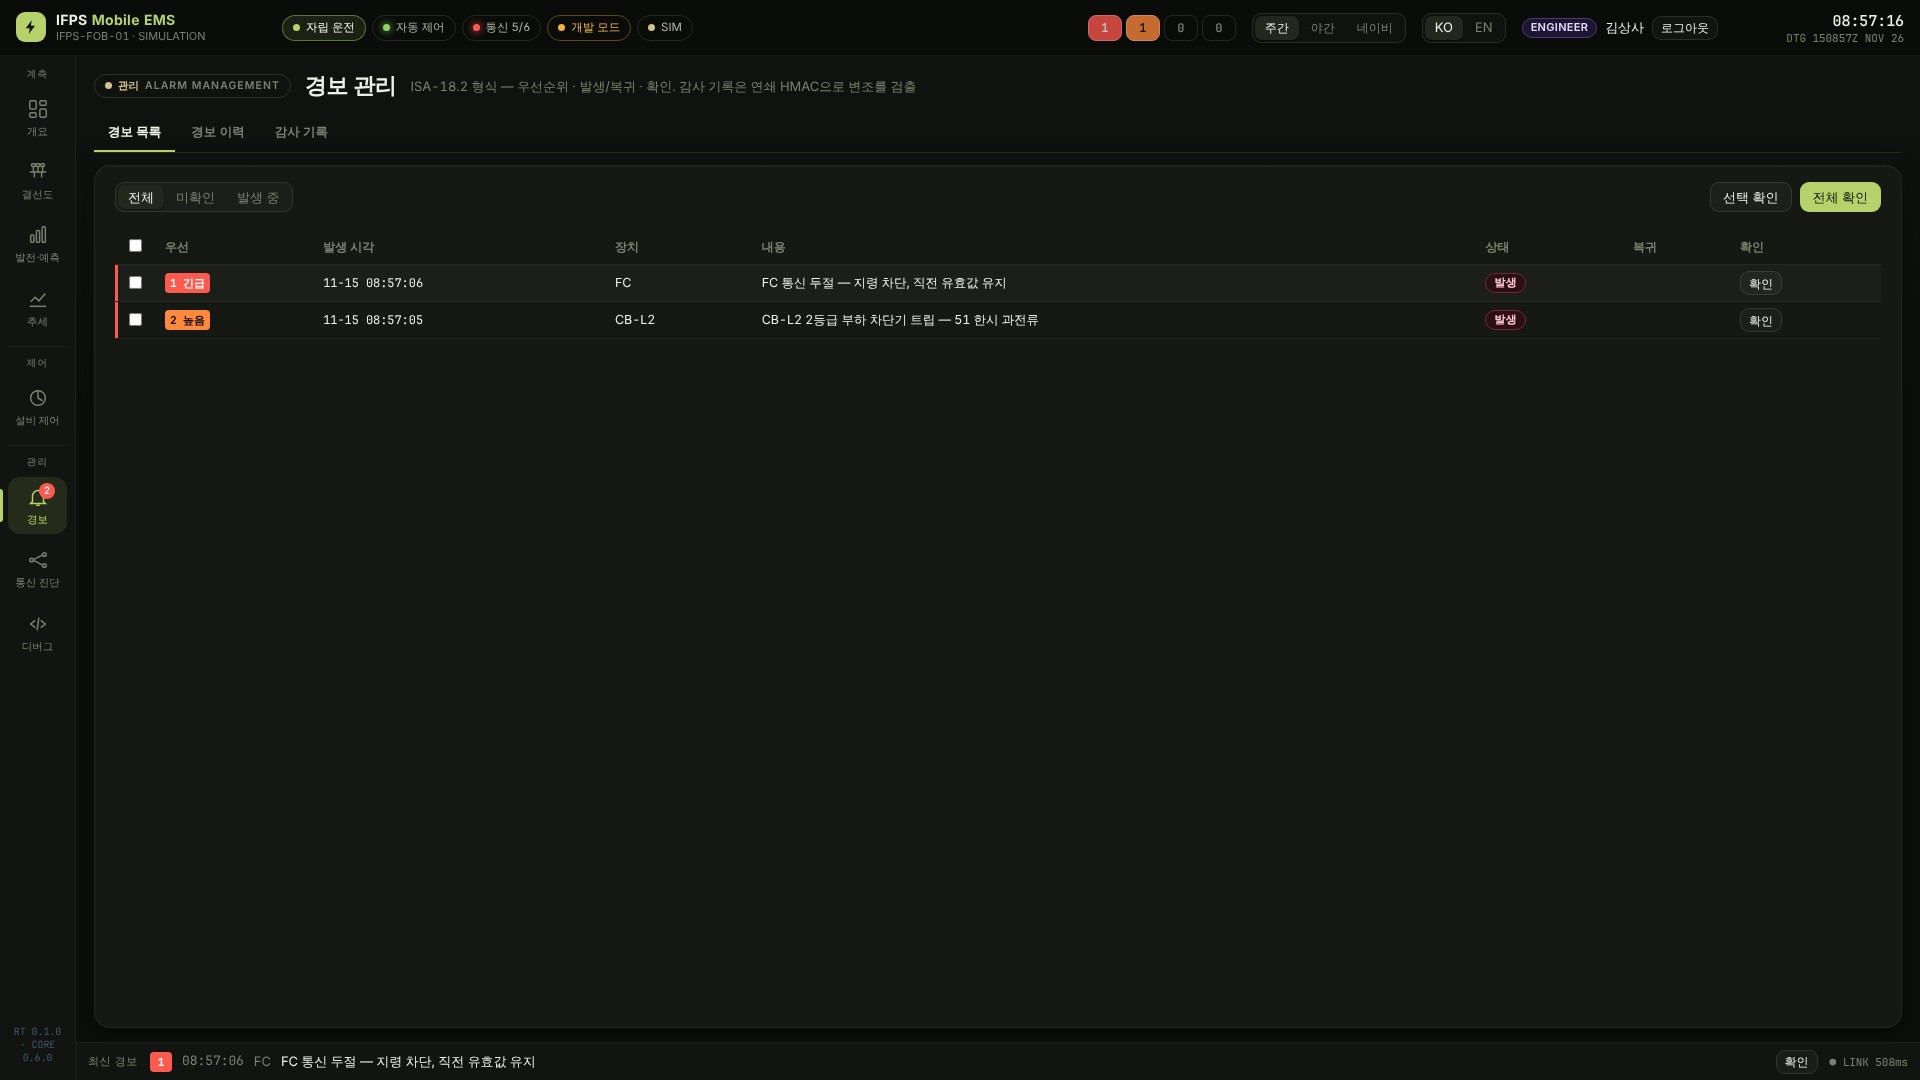 IFPS Mobile EMS
IFPS-FOB-01 · SIMULATION
자립 운전
자동 제어
통신 5/6
개발 모드
SIM
1
1
0
0
주간
야간
네이비
KO
EN
ENGINEER
김상사
로그아웃
08:57:16
DTG 150857Z NOV 26
계측
개요
결선도
발전·예측
추세
제어
설비 제어
관리
2
경보
통신 진단
디버그
RT 0.1.0
· CORE
0.6.0
관리 ALARM MANAGEMENT
경보 관리
ISA-18.2 형식 — 우선순위 · 발생/복귀 · 확인. 감사 기록은 연쇄 HMAC으로 변조를 검출
경보 목록
경보 이력
감사 기록
전체
미확인
발생 중
선택 확인
전체 확인
우선 발생 시각 장치 내용 상태 복귀 확인
1 긴급 11-15 08:57:06 FC FC 통신 두절 — 지령 차단, 직전 유효값 유지 발생 확인
2 높음 11-15 08:57:05 CB-L2 CB-L2 2등급 부하 차단기 트립 — 51 한시 과전류 발생 확인
최신 경보 1 08:57:06 FC FC 통신 두절 — 지령 차단, 직전 유효값 유지 확인 LINK 508ms